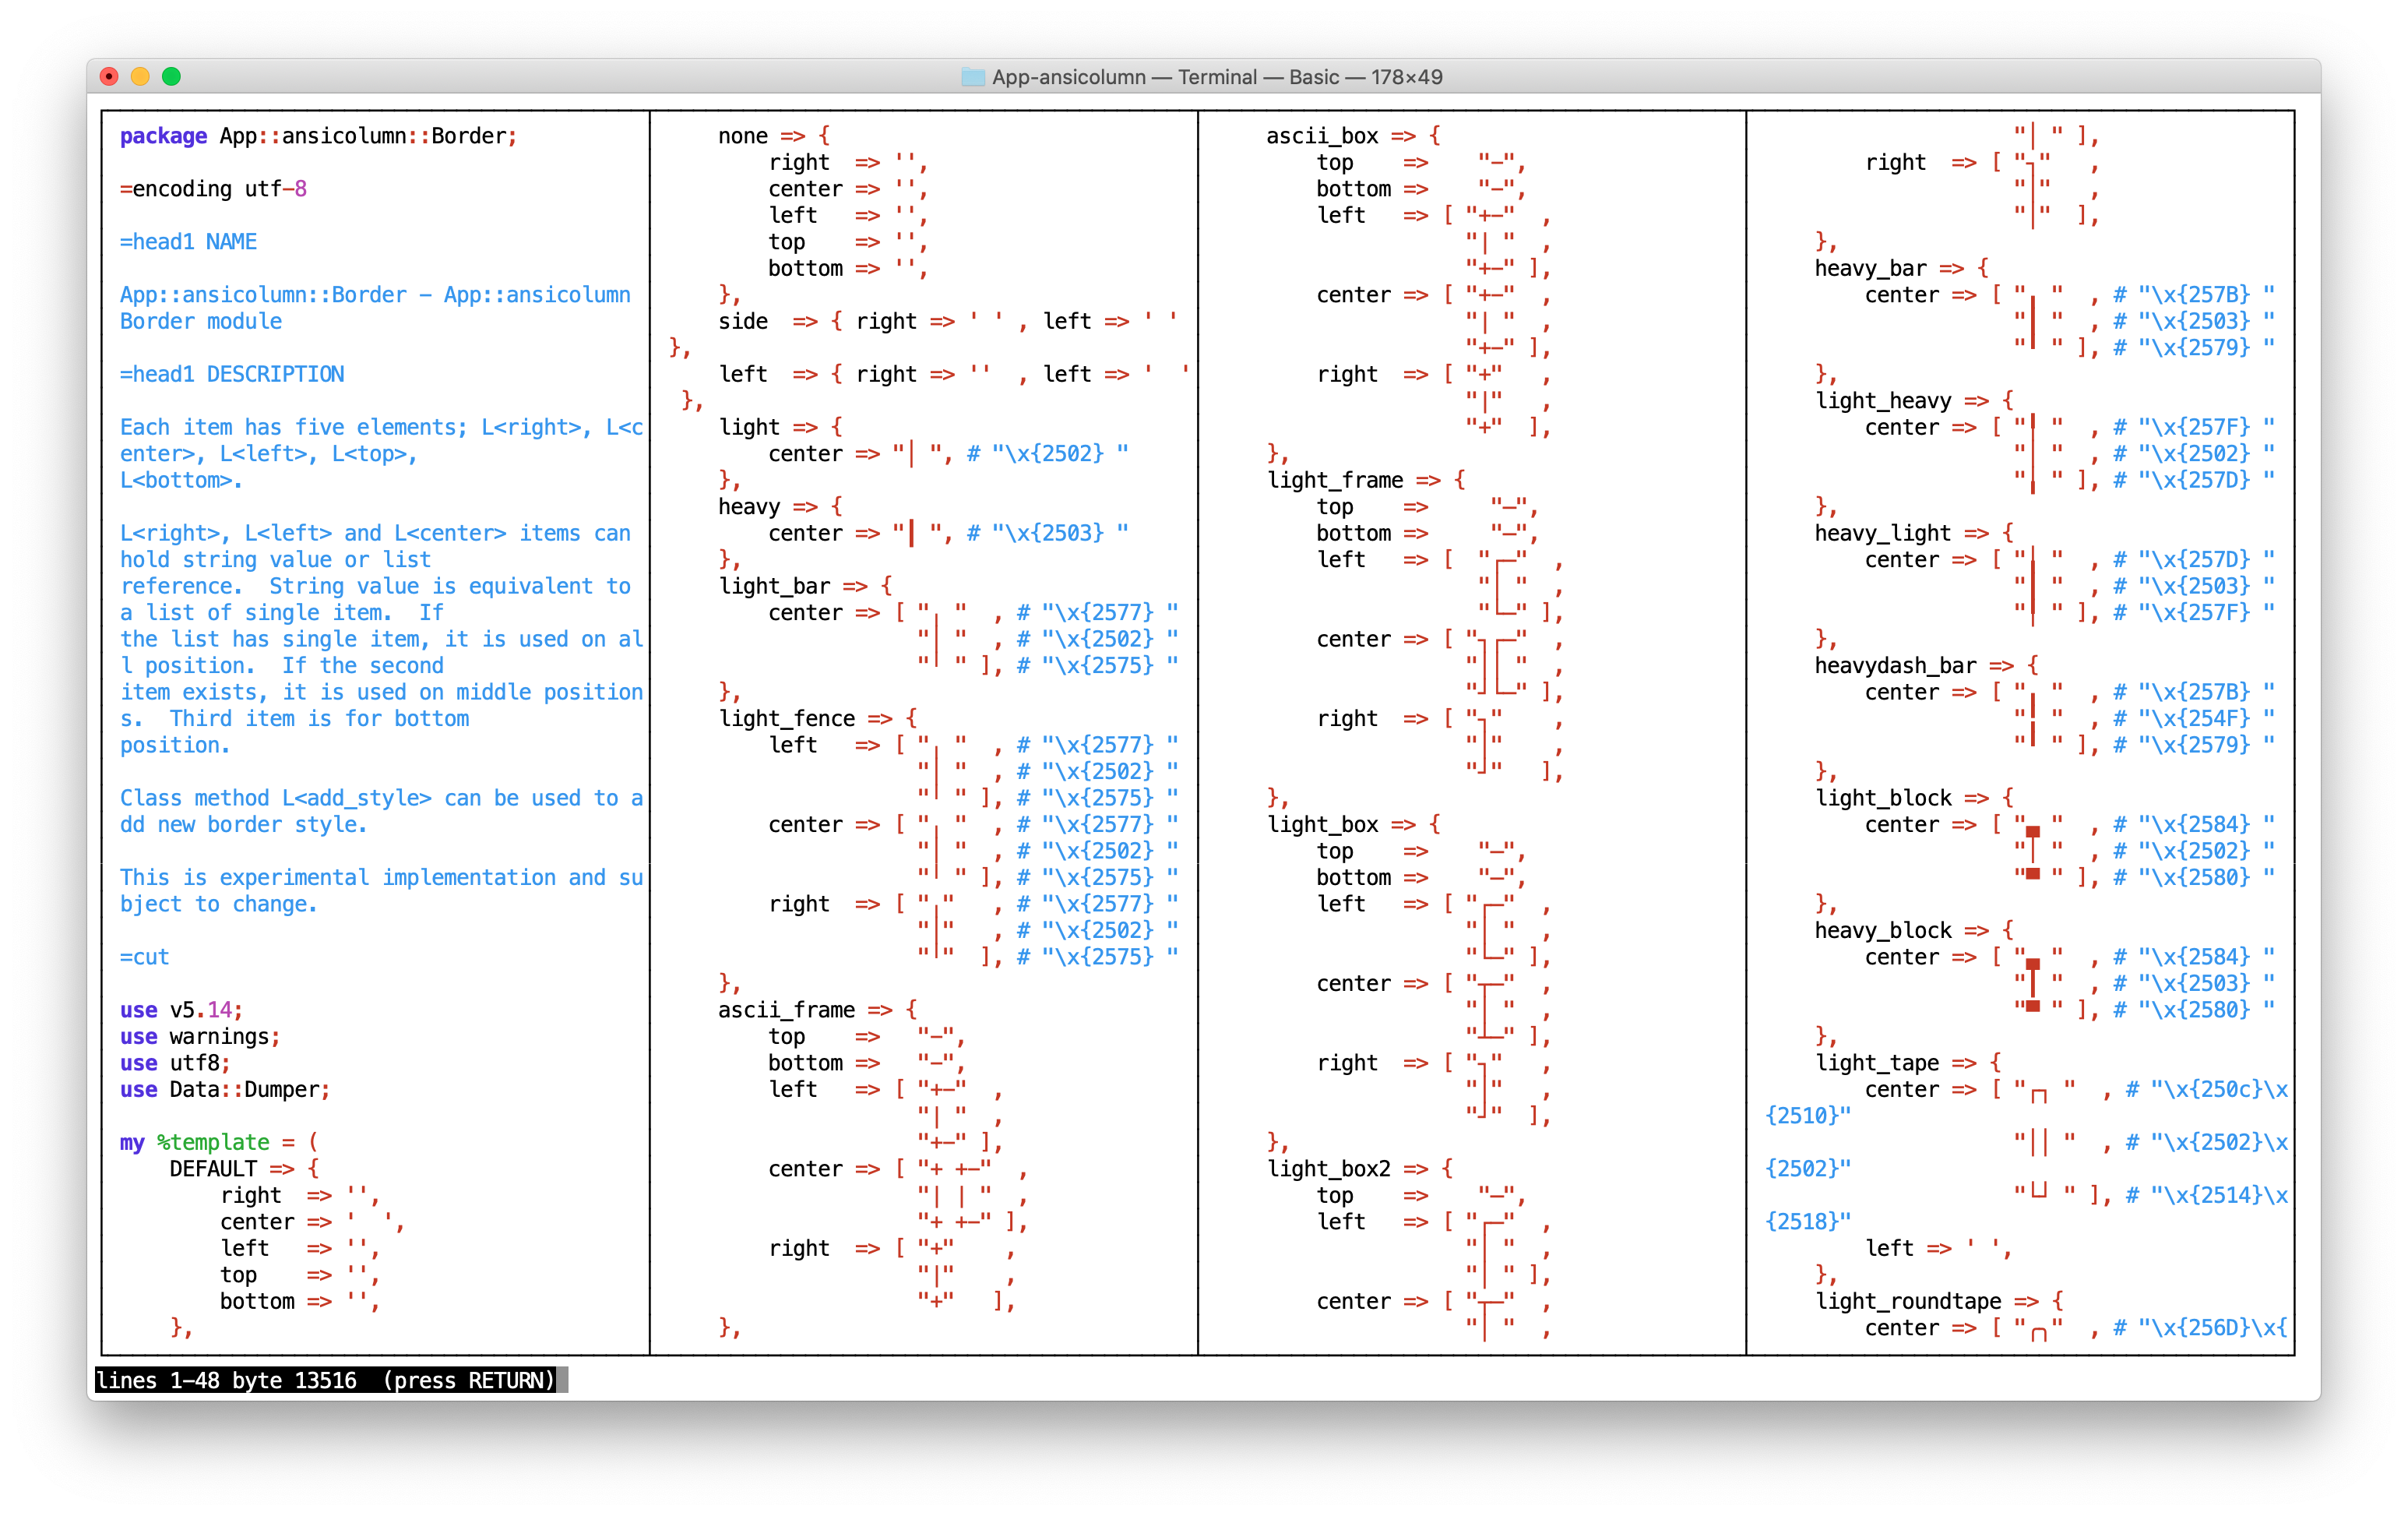 App-ansicolumn — Terminal — Basic — 178×49
package App::ansicolumn::Border;
=encoding utf-8
=head1 NAME
App::ansicolumn::Border - App::ansicolumn
Border module
=head1 DESCRIPTION
Each item has five elements; L<right>, L<c
enter>, L<left>, L<top>,
L<bottom>.
L<right>, L<left> and L<center> items can
hold string value or list
reference.  String value is equivalent to
a list of single item.  If
the list has single item, it is used on al
l position.  If the second
item exists, it is used on middle position
s.  Third item is for bottom
position.
Class method L<add_style> can be used to a
dd new border style.
This is experimental implementation and su
bject to change.
=cut
use v5.14;
use warnings;
use utf8;
use Data::Dumper;
my %template = (
    DEFAULT => {
        right  => '',
        center => '  ',
        left   => '',
        top    => '',
        bottom => '',
    },
    none => {
        right  => '',
        center => '',
        left   => '',
        top    => '',
        bottom => '',
    },
    side  => { right => ' ' , left => ' '
},
    left  => { right => ''  , left => '  '
 },
    light => {
        center => "│ ", # "\x{2502} "
    },
    heavy => {
        center => "┃ ", # "\x{2503} "
    },
    light_bar => {
        center => [ "╷ "  , # "\x{2577} "
                    "│ "  , # "\x{2502} "
                    "╵ " ], # "\x{2575} "
    },
    light_fence => {
        left   => [ "╷ "  , # "\x{2577} "
                    "│ "  , # "\x{2502} "
                    "╵ " ], # "\x{2575} "
        center => [ "╷ "  , # "\x{2577} "
                    "│ "  , # "\x{2502} "
                    "╵ " ], # "\x{2575} "
        right  => [ "╷"   , # "\x{2577} "
                    "│"   , # "\x{2502} "
                    "╵"  ], # "\x{2575} "
    },
    ascii_frame => {
        top    =>   "-",
        bottom =>   "-",
        left   => [ "+-"  ,
                    "| "  ,
                    "+-" ],
        center => [ "+ +-"  ,
                    "| | "  ,
                    "+ +-" ],
        right  => [ "+"    ,
                    "|"    ,
                    "+"   ],
    },
    ascii_box => {
        top    =>    "-",
        bottom =>    "-",
        left   => [ "+-"  ,
                    "| "  ,
                    "+-" ],
        center => [ "+-"  ,
                    "| "  ,
                    "+-" ],
        right  => [ "+"   ,
                    "|"   ,
                    "+"  ],
    },
    light_frame => {
        top    =>     "─",
        bottom =>     "─",
        left   => [  "┌─"  ,
                     "│ "  ,
                     "└─" ],
        center => [ "┐┌─"  ,
                    "││ "  ,
                    "┘└─" ],
        right  => [ "┐"    ,
                    "│"    ,
                    "┘"   ],
    },
    light_box => {
        top    =>    "─",
        bottom =>    "─",
        left   => [ "┌─"  ,
                    "│ "  ,
                    "└─" ],
        center => [ "┬─"  ,
                    "│ "  ,
                    "┴─" ],
        right  => [ "┐"   ,
                    "│"   ,
                    "┘"  ],
    },
    light_box2 => {
        top    =>    "─",
        left   => [ "┌─"  ,
                    "│ "  ,
                    "│ " ],
        center => [ "┬─"  ,
                    "│ "  ,
                    "│ " ],
        right  => [ "┐"   ,
                    "│"   ,
                    "│"  ],
    },
    heavy_bar => {
        center => [ "╻ "  , # "\x{257B} "
                    "┃ "  , # "\x{2503} "
                    "╹ " ], # "\x{2579} "
    },
    light_heavy => {
        center => [ "╿ "  , # "\x{257F} "
                    "│ "  , # "\x{2502} "
                    "╽ " ], # "\x{257D} "
    },
    heavy_light => {
        center => [ "╽ "  , # "\x{257D} "
                    "┃ "  , # "\x{2503} "
                    "╿ " ], # "\x{257F} "
    },
    heavydash_bar => {
        center => [ "╻ "  , # "\x{257B} "
                    "╏ "  , # "\x{254F} "
                    "╹ " ], # "\x{2579} "
    },
    light_block => {
        center => [ "▄ "  , # "\x{2584} "
                    "│ "  , # "\x{2502} "
                    "▀ " ], # "\x{2580} "
    },
    heavy_block => {
        center => [ "▄ "  , # "\x{2584} "
                    "┃ "  , # "\x{2503} "
                    "▀ " ], # "\x{2580} "
    },
    light_tape => {
        center => [ "┌┐ "  , # "\x{250c}\x
{2510}"
                    "││ "  , # "\x{2502}\x
{2502}"
                    "└┘ " ], # "\x{2514}\x
{2518}"
        left => ' ',
    },
    light_roundtape => {
        center => [ "╭╮"  , # "\x{256D}\x{
lines 1-48 byte 13516  (press RETURN)